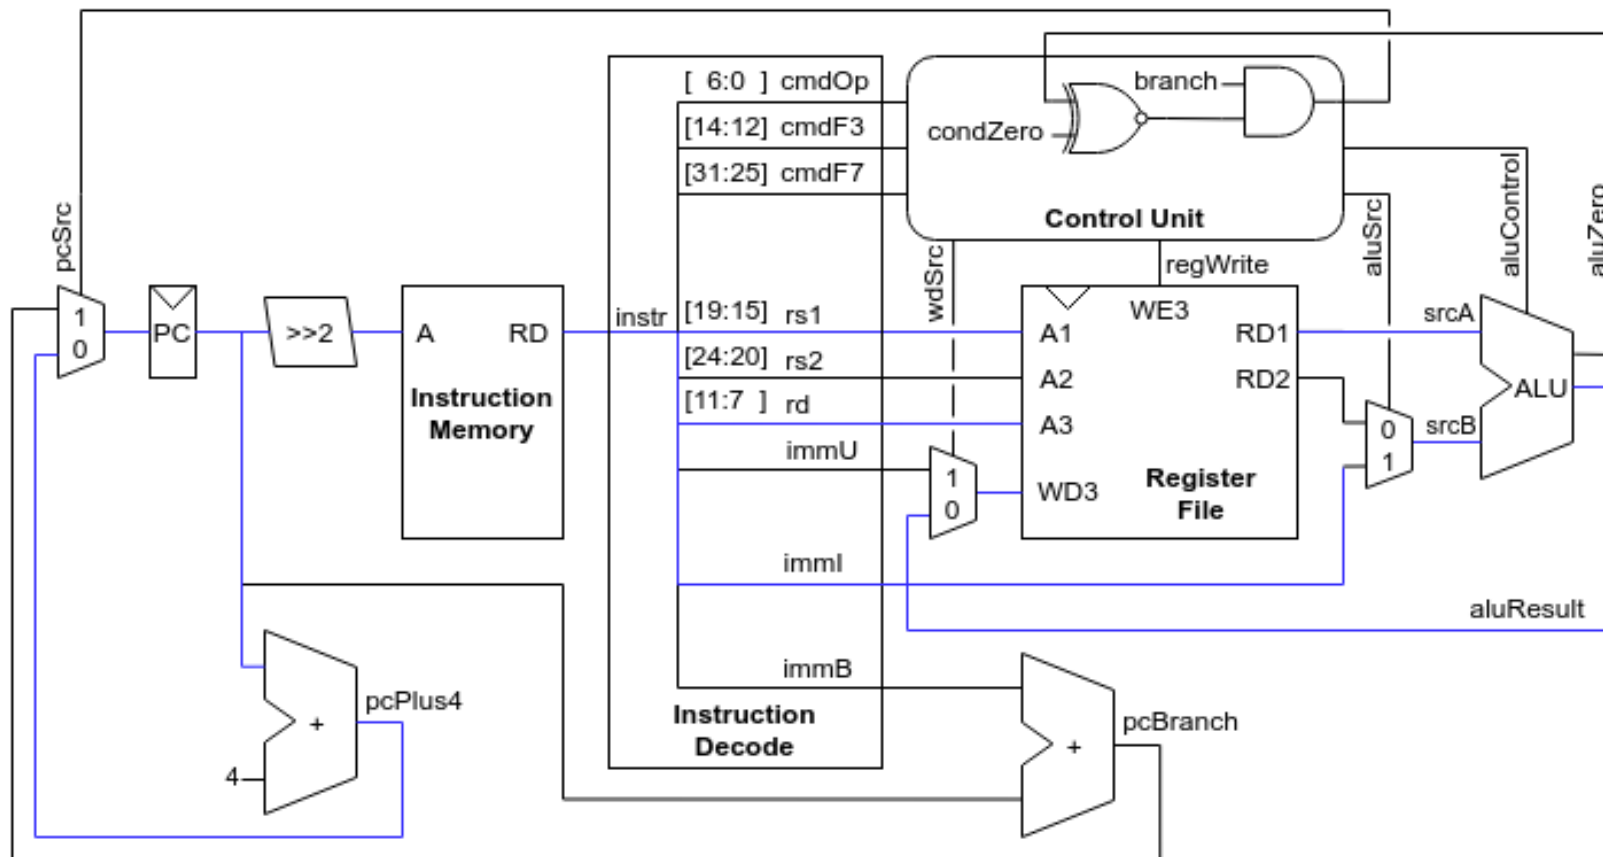 [ 6:0 ] cmdOp
branch
[14:12] cmdF3
condZero
[31:25] cmdF7
Control Unit
pcSrc
wdSrc
regWrite
aluSrc
aluControl
aluZero
1
0
PC
>>2
A
RD
Instruction
Memory
instr
[19:15] rs1
[24:20] rs2
[11:7 ] rd
immU
1
0
A1
A2
A3
WD3
WE3
RD1
RD2
Register
File
srcA
srcB
0
1
ALU
immI
aluResult
immB
pcPlus4
+
4
Instruction
Decode
pcBranch
+